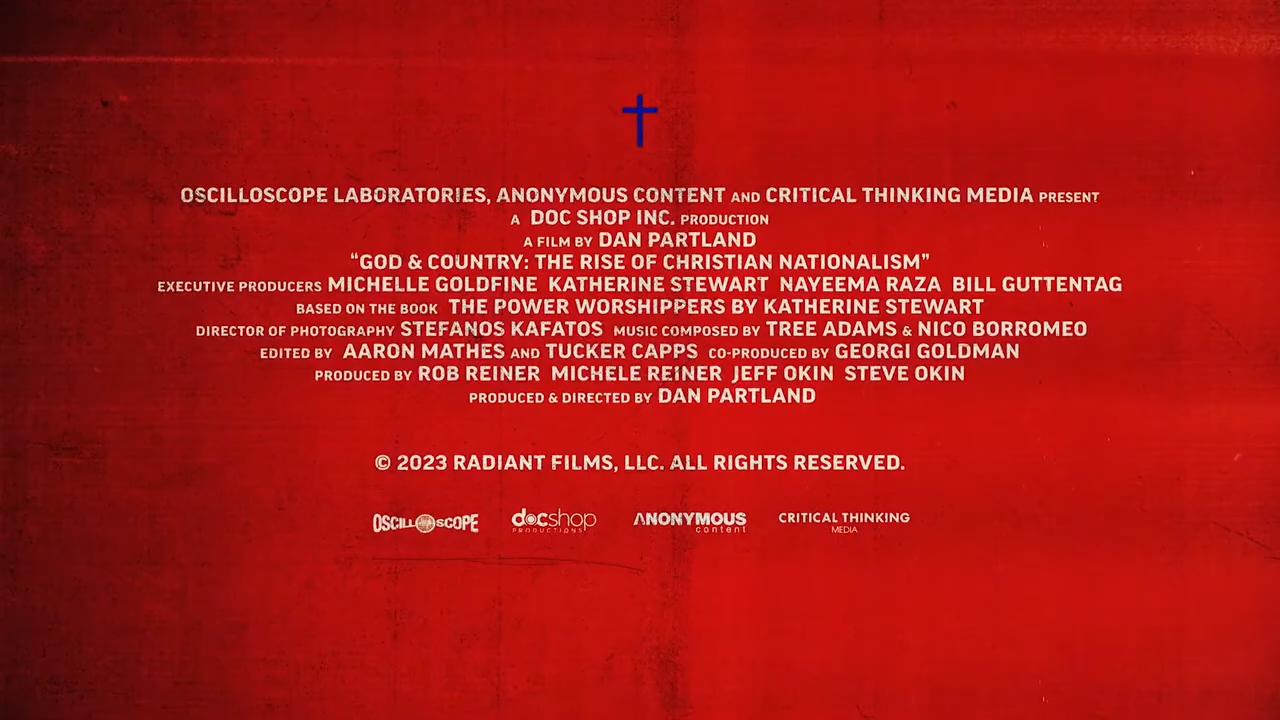 OSCILLOSCOPE LABORATORIES, ANONYMOUS CONTENT AND CRITICAL THINKING MEDIA PRESENT
A DOC SHOP INC. PRODUCTION
A FILM BY DAN PARTLAND
“GOD & COUNTRY: THE RISE OF CHRISTIAN NATIONALISM”
EXECUTIVE PRODUCERS MICHELLE GOLDFINE KATHERINE STEWART NAYEEMA RAZA BILL GUTTENTAG
BASED ON THE BOOK THE POWER WORSHIPPERS BY KATHERINE STEWART
DIRECTOR OF PHOTOGRAPHY STEFANOS KAFATOS MUSIC COMPOSED BY TREE ADAMS & NICO BORROMEO
EDITED BY AARON MATHES AND TUCKER CAPPS CO-PRODUCED BY GEORGI GOLDMAN
PRODUCED BY ROB REINER MICHELE REINER JEFF OKIN STEVE OKIN
PRODUCED & DIRECTED BY DAN PARTLAND
© 2023 RADIANT FILMS, LLC. ALL RIGHTS RESERVED.
OSCILLOSCOPE docshop ANONYMOUS CRITICAL THINKING
PRODUCTIONS content MEDIA